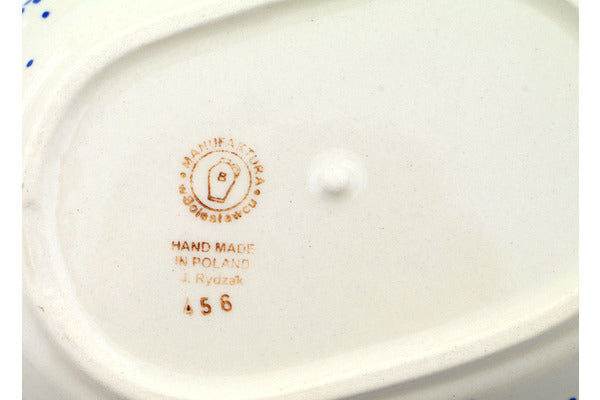 MANUFAKTURA
w Bolesławcu
B
HAND MADE
IN POLAND
J. Rydzak
456